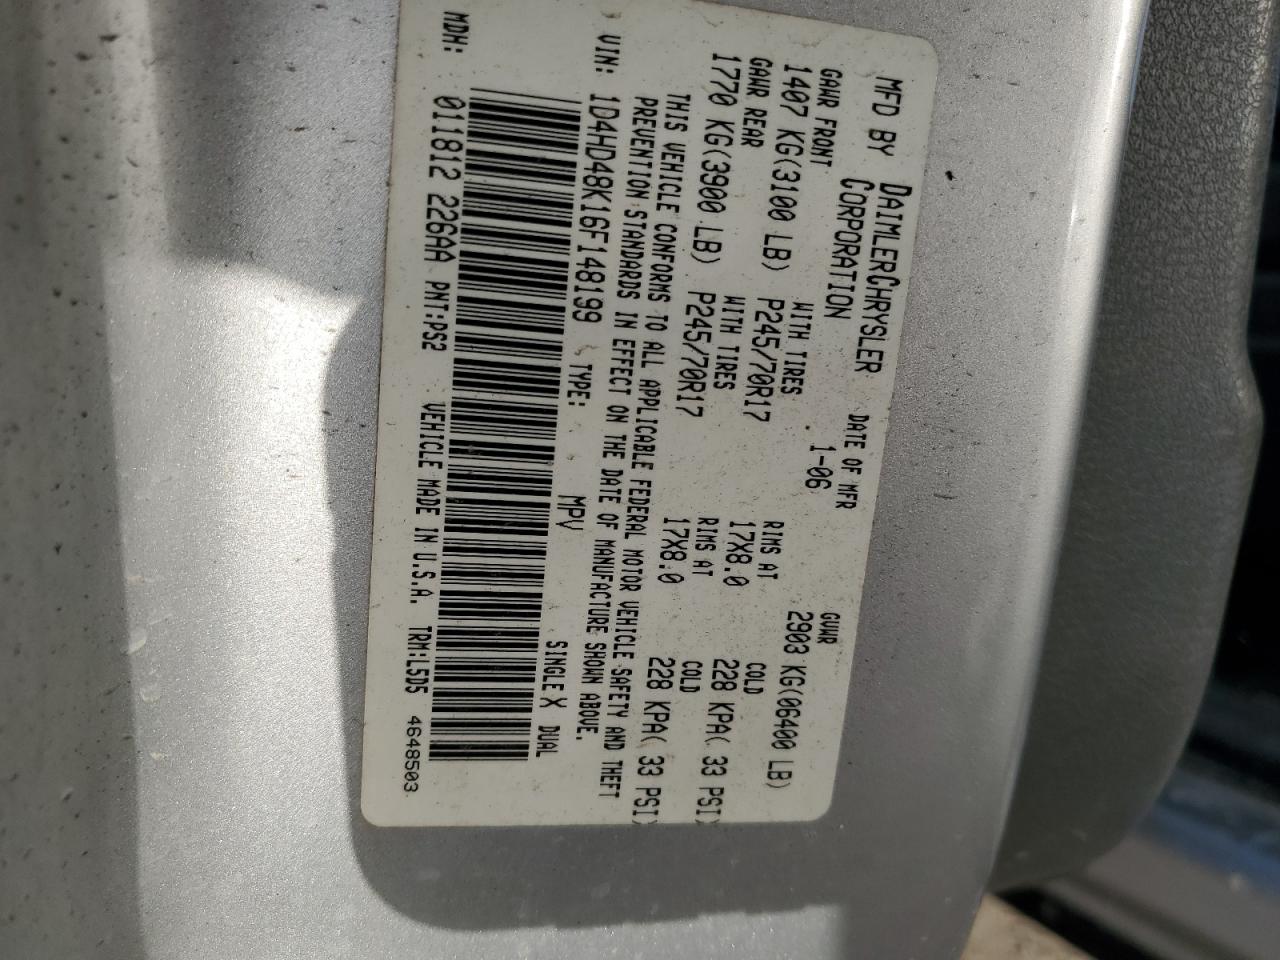 MFD BY DAIMLERCHRYSLER CORPORATION
DATE OF MFR
1-06
GVWR
2903 KG(06400 LB)
GAWR FRONT
1407 KG(3100 LB)
WITH TIRES
P245/70R17
RIMS AT
17X8.0
COLD
228 KPA( 33 PSI)
GAWR REAR
1770 KG(3900 LB)
WITH TIRES
P245/70R17
RIMS AT
17X8.0
COLD
228 KPA( 33 PSI)
THIS VEHICLE CONFORMS TO ALL APPLICABLE FEDERAL MOTOR VEHICLE SAFETY AND THEFT
PREVENTION STANDARDS IN EFFECT ON THE DATE OF MANUFACTURE SHOWN ABOVE.
VIN: 1D4HD48K16F148199 TYPE: MPV SINGLE X DUAL
MDH: 011812 226AA PNT:PS2 VEHICLE MADE IN U.S.A. TRM:L5D5 4648503